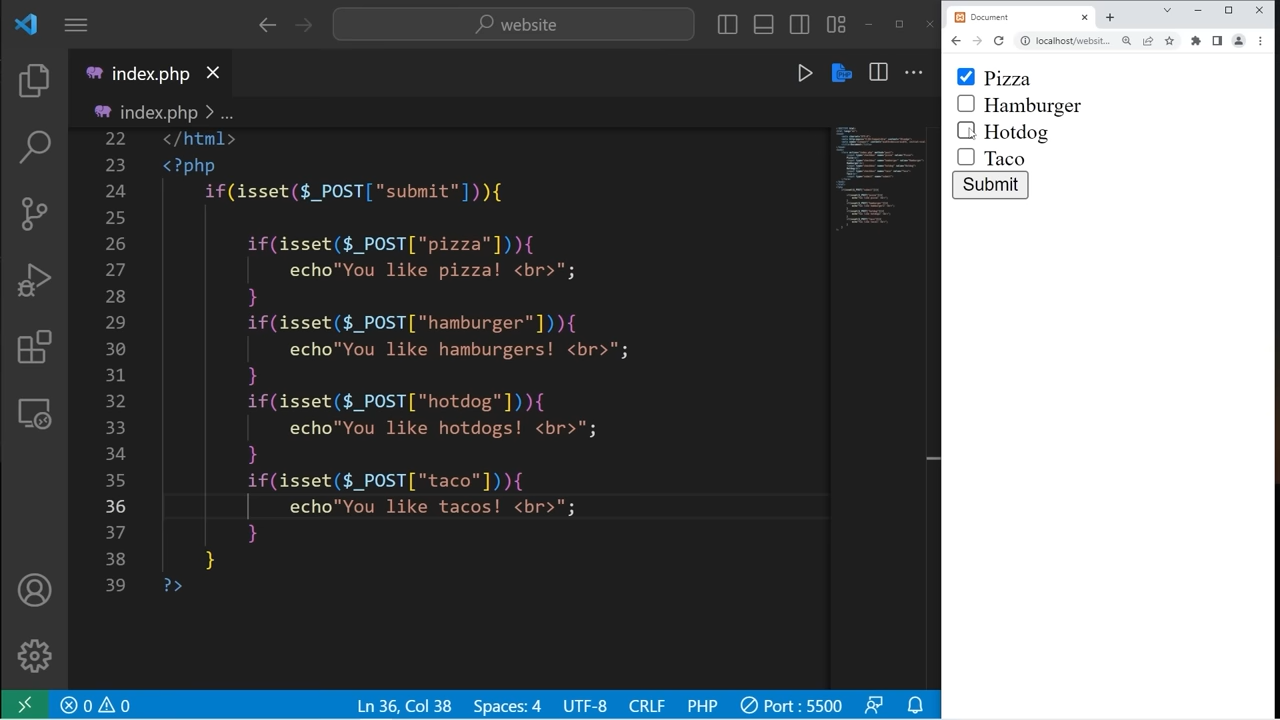 website
index.php
index.php > ...
22 </html>
23 <?php
24 if(isset($_POST["submit"])){
25
26 if(isset($_POST["pizza"])){
27 echo"You like pizza! <br>";
28 }
29 if(isset($_POST["hamburger"])){
30 echo"You like hamburgers! <br>";
31 }
32 if(isset($_POST["hotdog"])){
33 echo"You like hotdogs! <br>";
34 }
35 if(isset($_POST["taco"])){
36 echo"You like tacos! <br>";
37 }
38 }
39 ?>
0 0
Ln 36, Col 38
Spaces: 4
UTF-8
CRLF
PHP
Port : 5500
Document
localhost/websit...
Pizza
Hamburger
Hotdog
Taco
Submit